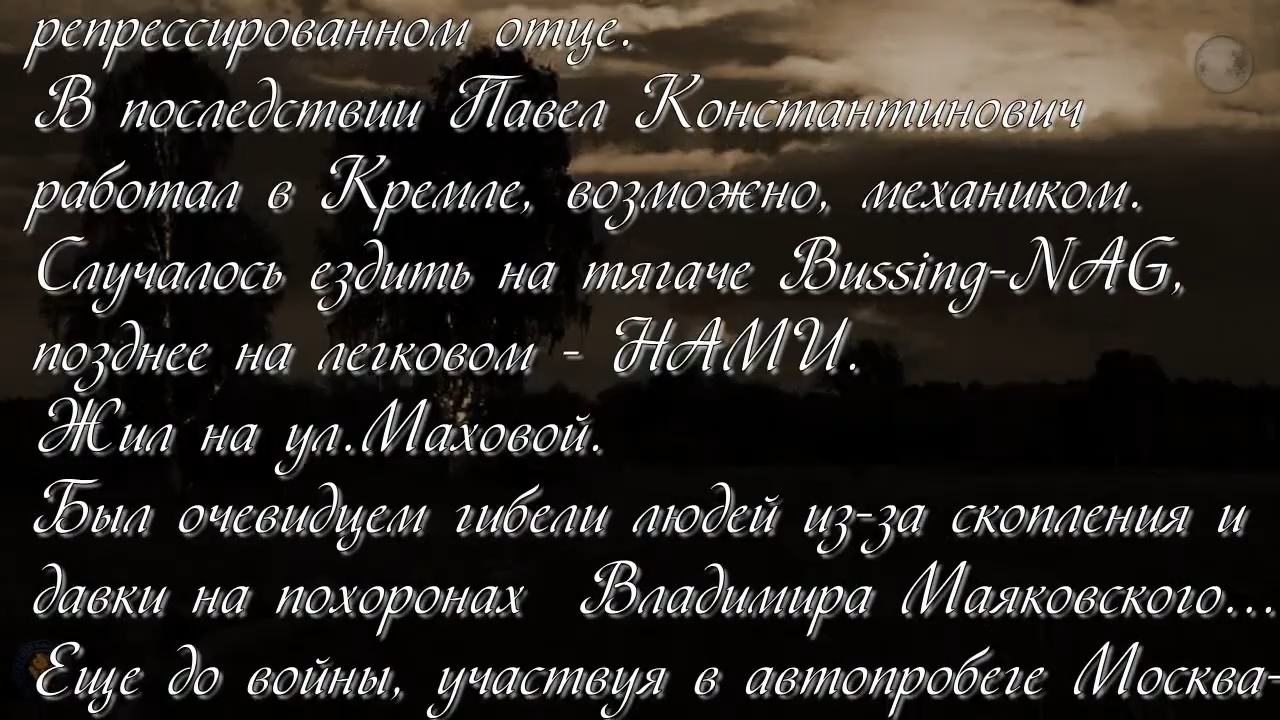 репрессированном отце.
В последствии Павел Константинович
работал в Кремле, возможно, механиком.
Случалось ездить на тягаче Bussing-NAG,
позднее на легковом - НАМИ.
Жил на ул.Маховой.
Был очевидцем гибели людей из-за скопления и
давки на похоронах Владимира Маяковского...
Еще до войны, участвуя в автопробеге Москва-